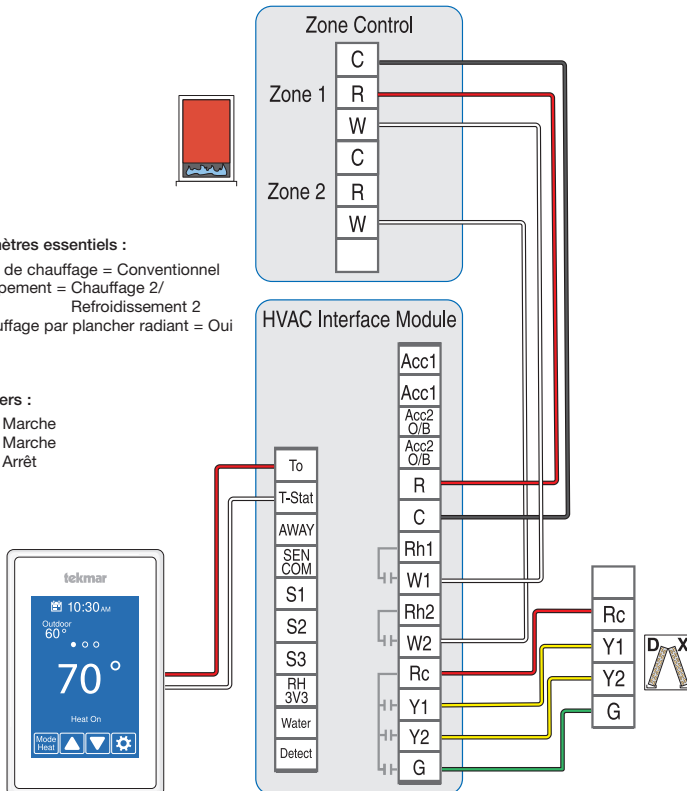 Zone Control
C
Zone 1 R
W
C
Zone 2 R
W
mètres essentiels :
de chauffage = Conventionnel
pement = Chauffage 2/
Refroidissement 2
uffage par plancher radiant = Oui
ers :
Marche
Marche
Arrêt
HVAC Interface Module
Acc1
Acc1
Acc2
O/B
Acc2
O/B
R
C
Rh1
W1
Rh2
W2
Rc
Y1
Y2
G
To
T-Stat
AWAY
SEN
COM
S1
S2
S3
RH
3V3
Water
Detect
tekmar
10:30 AM
Outdoor
60°
70°
Heat On
Mode
Heat
Rc
Y1
Y2
G
D X